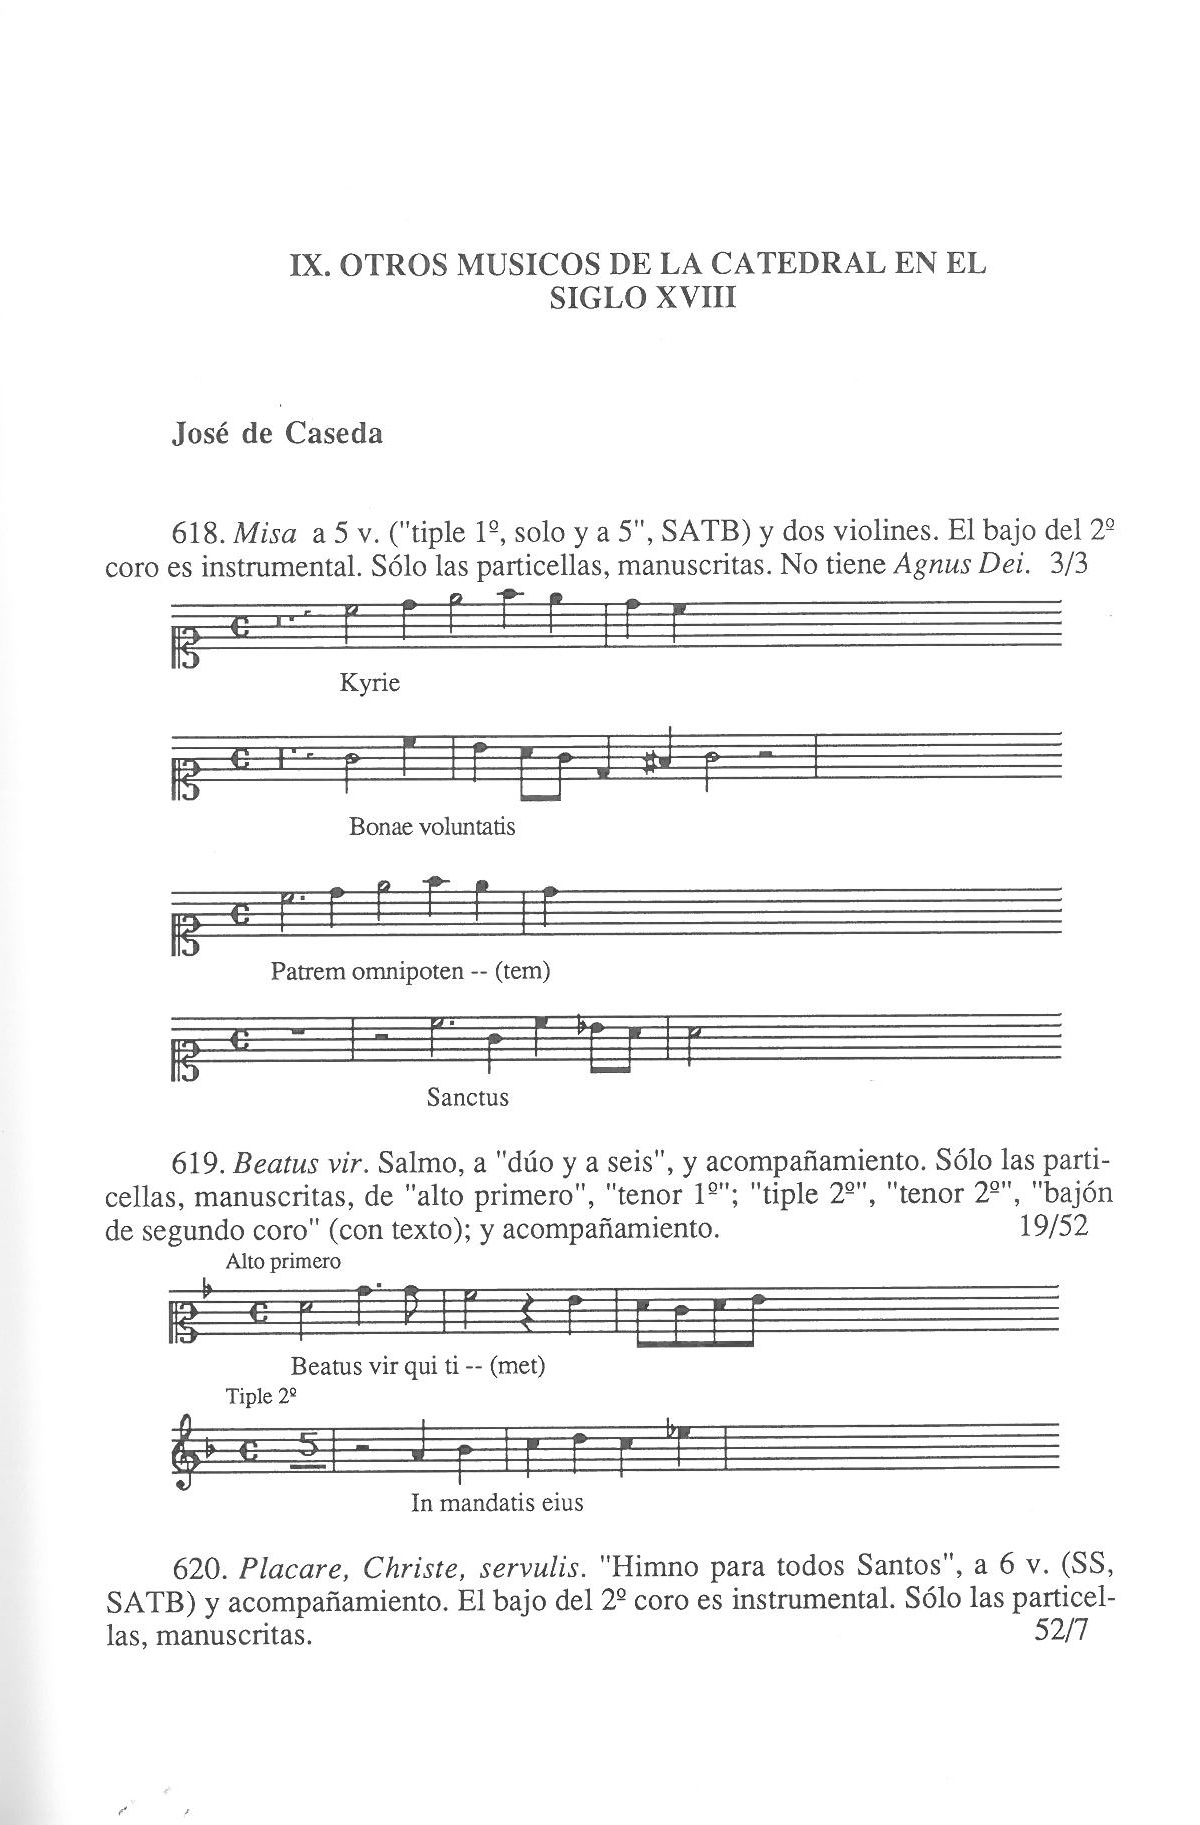 IX. OTROS MUSICOS DE LA CATEDRAL EN EL
SIGLO XVIII
José de Caseda
618. Misa a 5 v. ("tiple 1º, solo y a 5", SATB) y dos violines. El bajo del 2º
coro es instrumental. Sólo las particellas, manuscritas. No tiene Agnus Dei. 3/3
Kyrie
Bonae voluntatis
Patrem omnipoten -- (tem)
Sanctus
619. Beatus vir. Salmo, a "dúo y a seis", y acompañamiento. Sólo las parti-
cellas, manuscritas, de "alto primero", "tenor 1º"; "tiple 2º", "tenor 2º", "bajón
de segundo coro" (con texto); y acompañamiento. 19/52
Alto primero
Beatus vir qui ti -- (met)
Tiple 2º
5
In mandatis eius
620. Placare, Christe, servulis. "Himno para todos Santos", a 6 v. (SS,
SATB) y acompañamiento. El bajo del 2º coro es instrumental. Sólo las particel-
las, manuscritas. 52/7